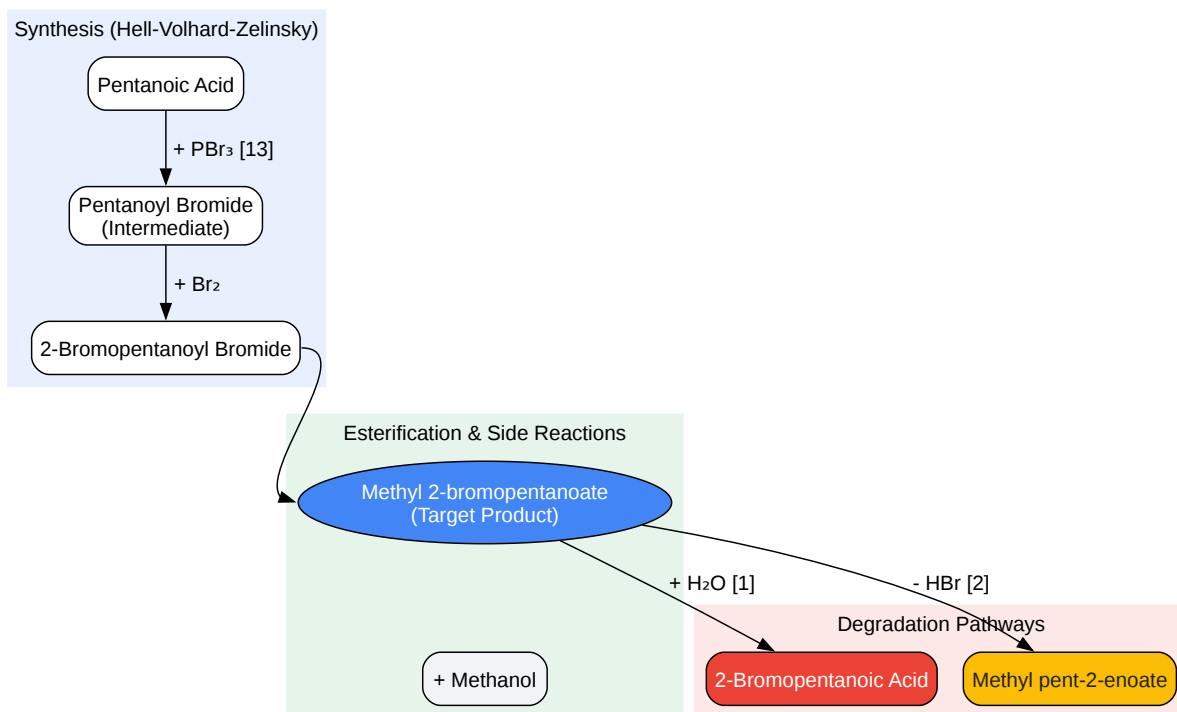 Synthesis (Hell-Volhard-Zelinsky)
Pentanoic Acid
+ PBr₃ [13]
Pentanoyl Bromide
(Intermediate)
+ Br₂
2-Bromopentanoyl Bromide
Esterification & Side Reactions
Methyl 2-bromopentanoate
(Target Product)
+ H₂O [1]
- HBr [2]
Degradation Pathways
+ Methanol
2-Bromopentanoic Acid
Methyl pent-2-enoate